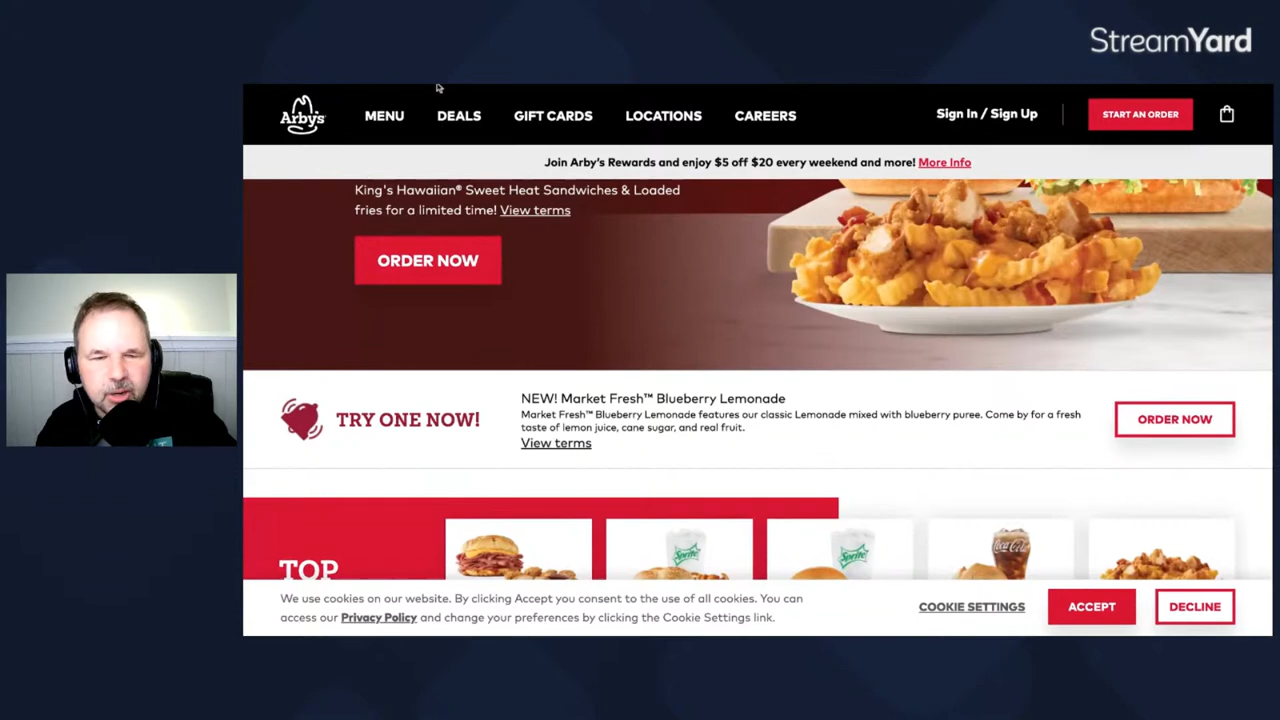 StreamYard
Arby's
MENU
DEALS
GIFT CARDS
LOCATIONS
CAREERS
Sign In / Sign Up
START AN ORDER
Join Arby's Rewards and enjoy $5 off $20 every weekend and more! More Info
King's Hawaiian® Sweet Heat Sandwiches & Loaded
fries for a limited time! View terms
ORDER NOW
TRY ONE NOW!
NEW! Market Fresh™ Blueberry Lemonade
Market Fresh™ Blueberry Lemonade features our classic Lemonade mixed with blueberry puree. Come by for a fresh
taste of lemon juice, cane sugar, and real fruit.
View terms
ORDER NOW
TOP
Sprite
Sprite
Coca-Cola
We use cookies on our website. By clicking Accept you consent to the use of all cookies. You can
access our Privacy Policy and change your preferences by clicking the Cookie Settings link.
COOKIE SETTINGS
ACCEPT
DECLINE